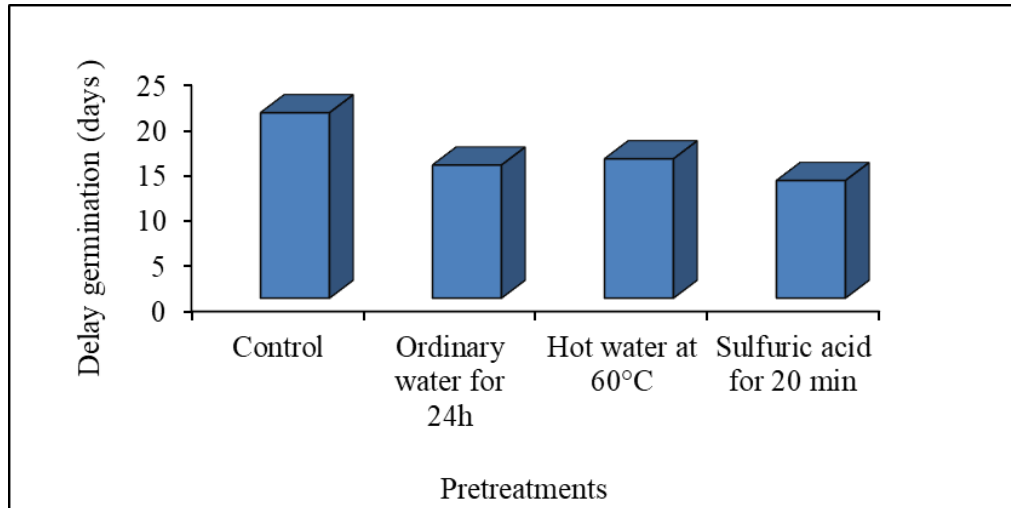 Delay germination (days )
25
20
15
10
5
0
Control
Ordinary
water for
24h
Hot water at
60°C
Sulfuric acid
for 20 min
Pretreatments